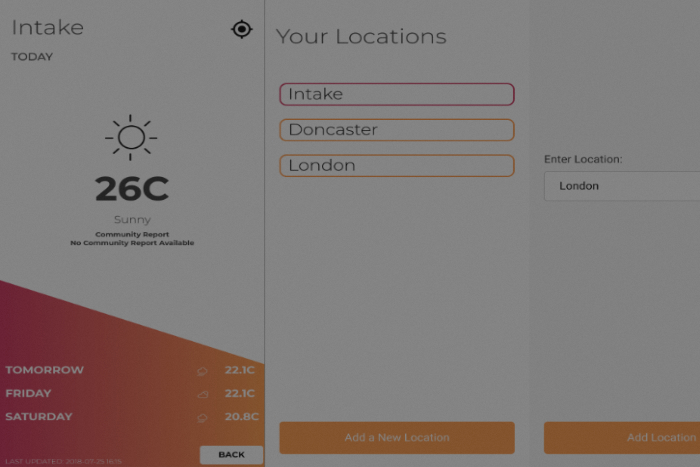 Intake
TODAY
26C
Sunny
Community Report
No Community Report Available
TOMORROW 22.1C
FRIDAY 22.1C
SATURDAY 20.8C
LAST UPDATED: 2018-07-25 16:15
BACK
Your Locations
Intake
Doncaster
London
Add a New Location
Enter Location:
London
Add Location